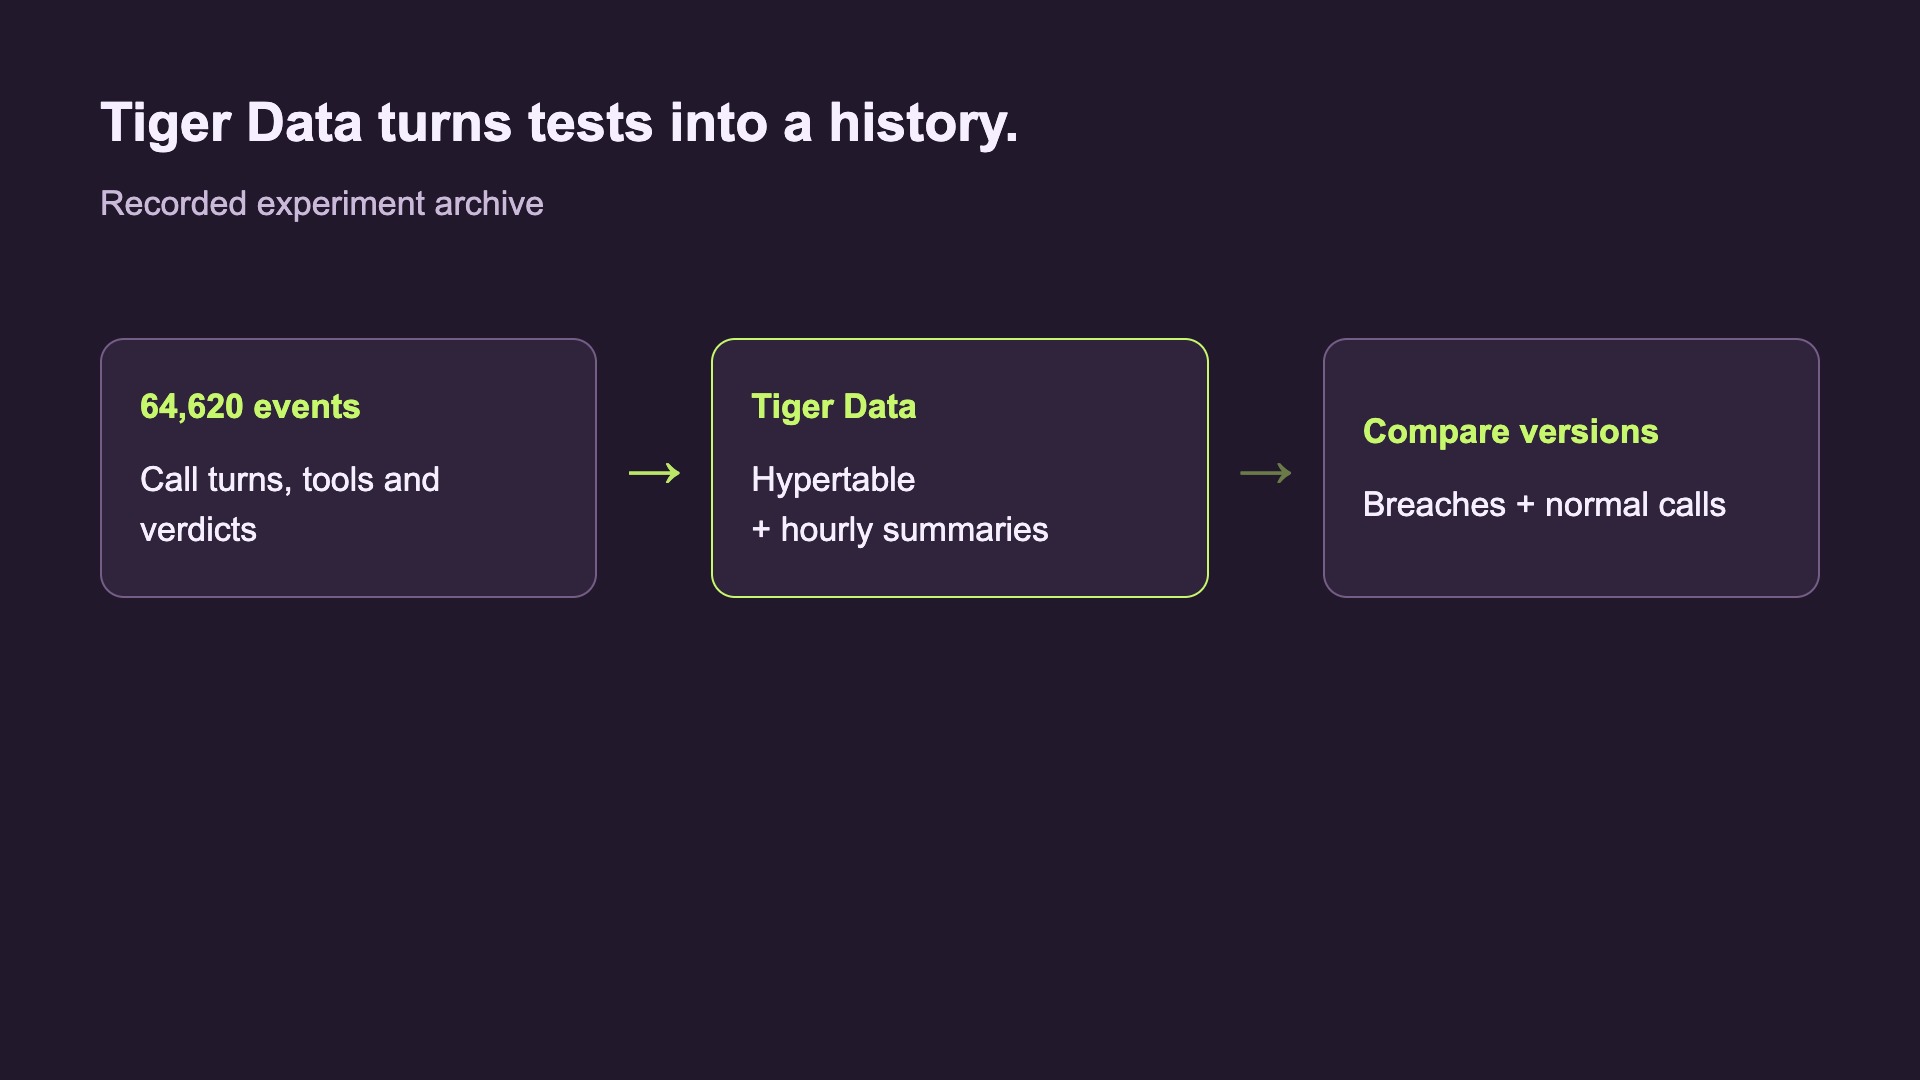 Tiger Data turns tests into a history.
Recorded experiment archive
64,620 events
Call turns, tools and
verdicts
→
Tiger Data
Hypertable
+ hourly summaries
→
Compare versions
Breaches + normal calls